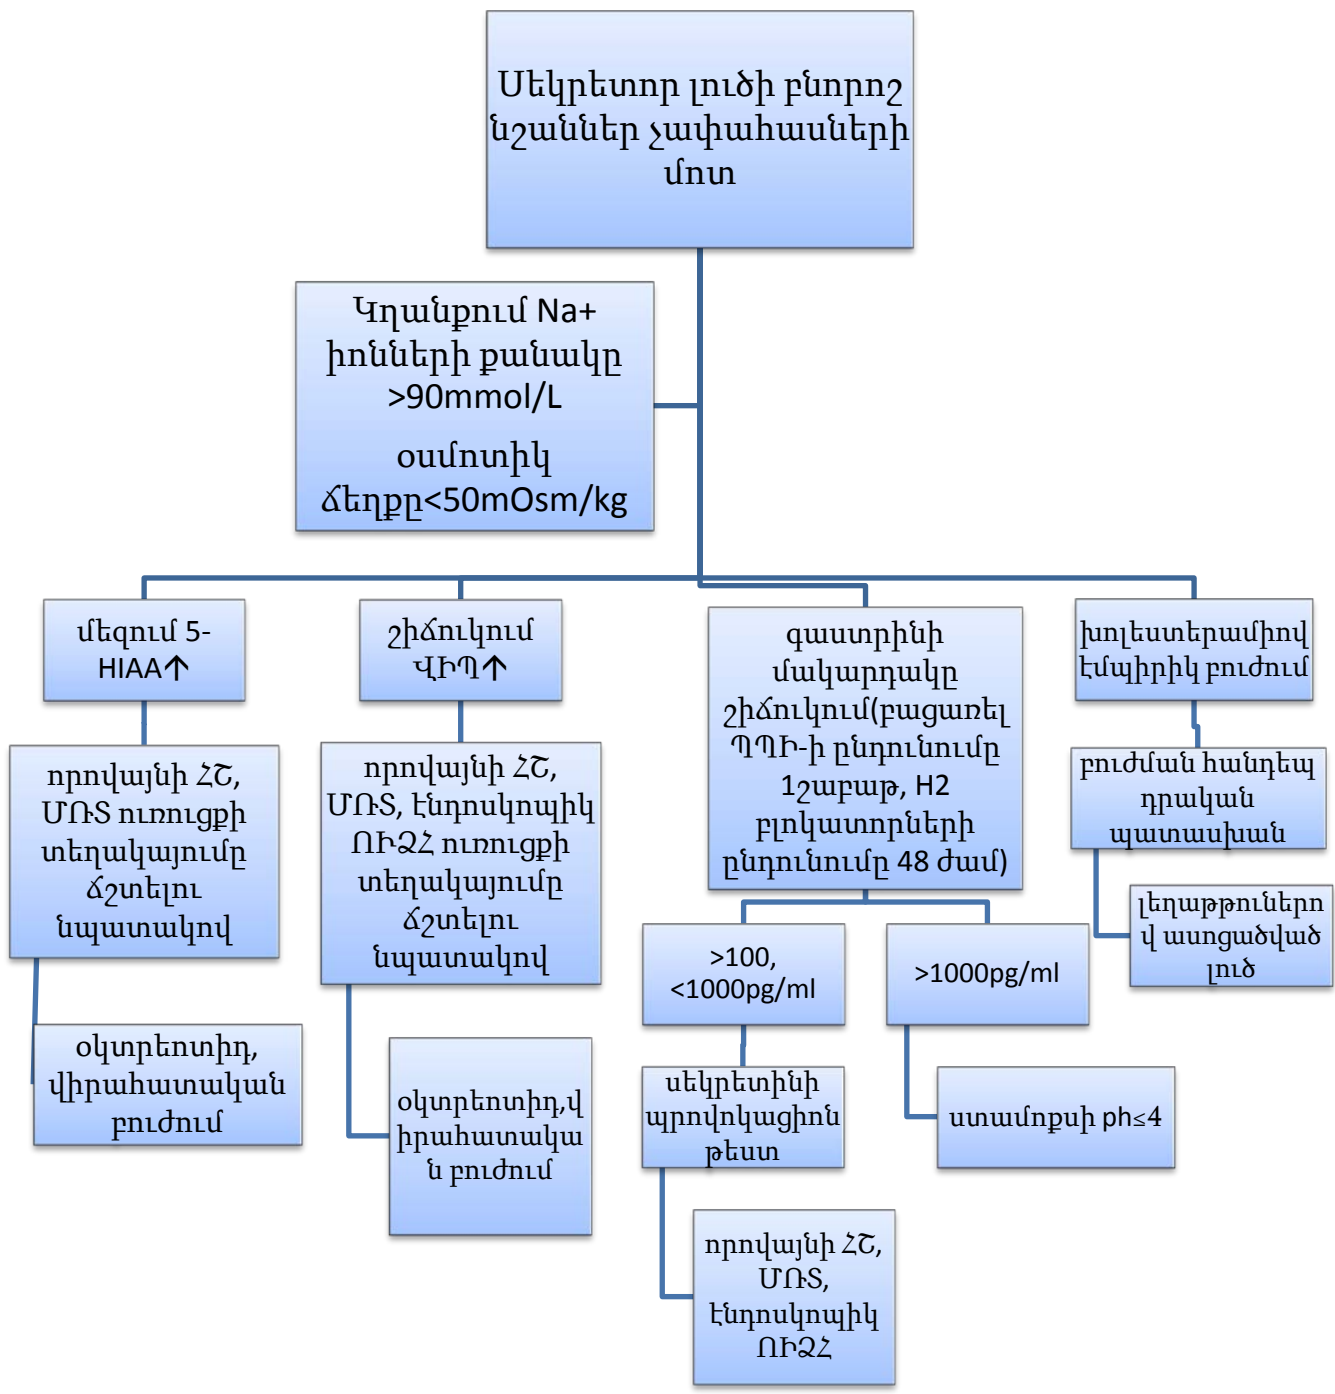 Սեկրետոր լուծի բնորոշ
նշաններ չափահասների
մոտ
Կղանքում Na+
իոնների քանակը
>90mmol/L
օսմոտիկ
ճեղքը<50mOsm/kg
մեզում 5-
HIAA↑
շիճուկում
ՎԻՊ↑
գաստրինի
մակարդակը
շիճուկում(բացառել
ՊՊԻ-ի ընդունումը
1շաբաթ, H2
բլոկատորների
ընդունումը 48 ժամ)
խոլեստերամիով
էմպիրիկ բուժում
որովայնի ՀՇ,
ՄՌՏ ուռուցքի
տեղակայումը
ճշտելու
նպատակով
որովայնի ՀՇ,
ՄՌՏ, էնդոսկոպիկ
ՈՒՁՀ ուռուցքի
տեղակայումը
ճշտելու
նպատակով
բուժման հանդեպ
դրական
պատասխան
>100,
<1000pg/ml
>1000pg/ml
լեղաթթուներո
վ ասոցածված
լուծ
օկտրեոտիդ,
վիրահատական
բուժում
օկտրեոտիդ,վ
իրահատակա
ն բուժում
սեկրետինի
պրովոկացիոն
թեստ
ստամոքսի ph≤4
որովայնի ՀՇ,
ՄՌՏ,
էնդոսկոպիկ
ՈՒՁՀ